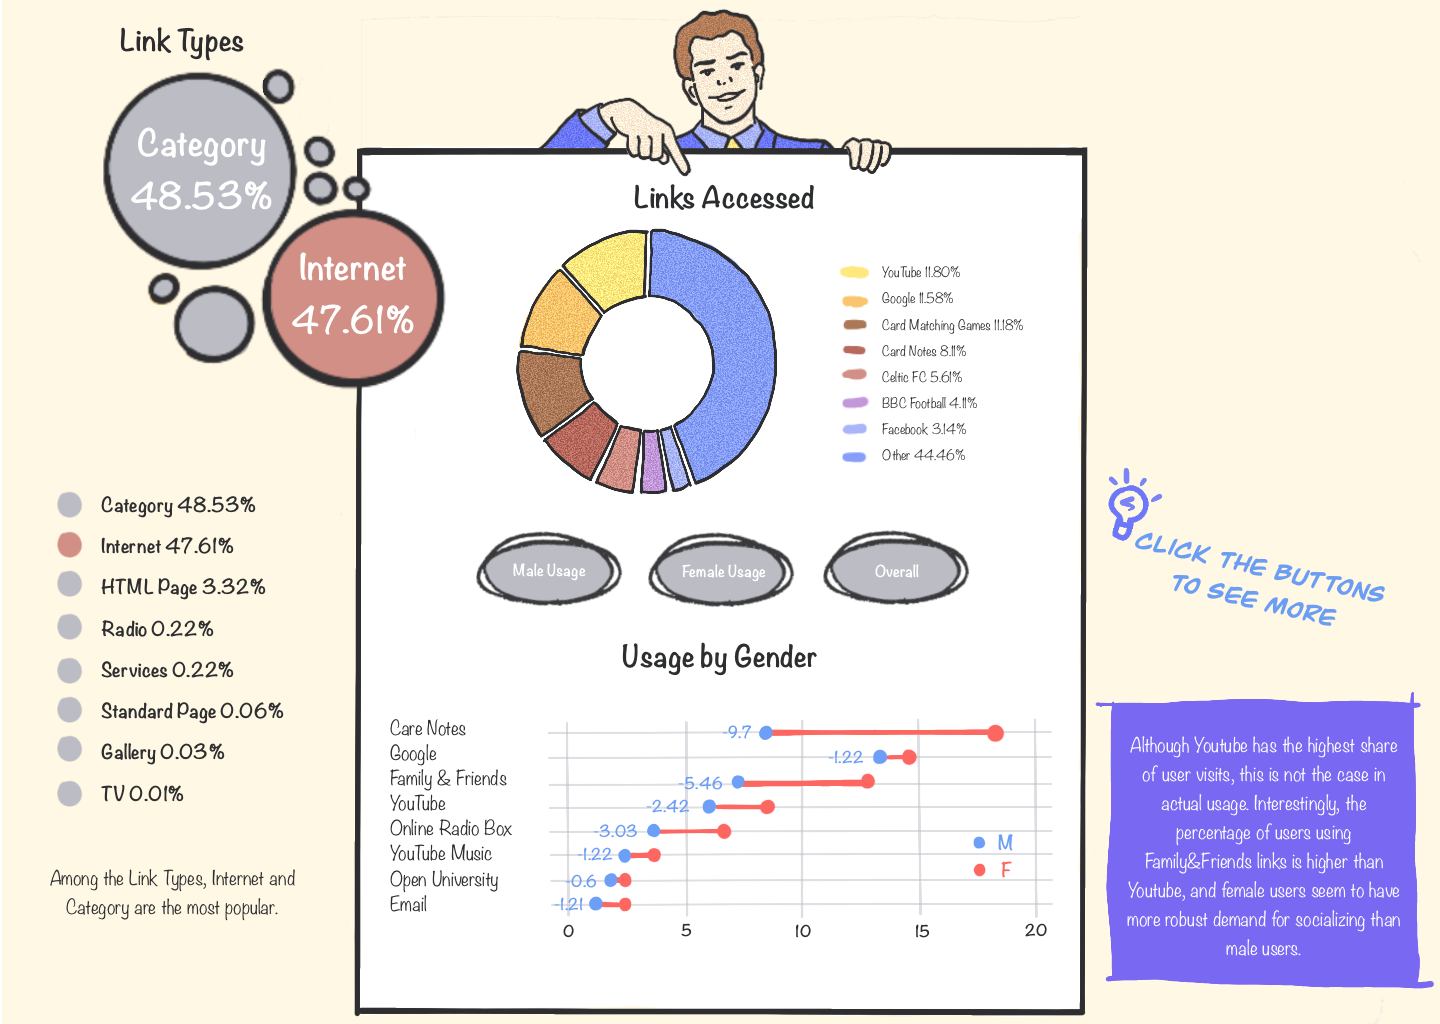 Link Types
Category
48.53%
Internet
47.61%
Category 48.53%
Internet 47.61%
HTML Page 3.32%
Radio 0.22%
Services 0.22%
Standard Page 0.06%
Gallery 0.03%
TV 0.01%
Among the Link Types, Internet and
Category are the most popular.
Links Accessed
YouTube 11.80%
Google 11.58%
Card Matching Games 11.18%
Card Notes 8.11%
Celtic FC 5.61%
BBC Football 4.11%
Facebook 3.14%
Other 44.46%
Male Usage
Female Usage
Overall
Usage by Gender
Care Notes
-9.7
Google
-1.22
Family & Friends
-5.46
YouTube
-2.42
Online Radio Box
-3.03
YouTube Music
-1.22
Open University
-0.6
Email
-1.21
M
F
0 5 10 15 20
CLICK THE BUTTONS
TO SEE MORE
Although Youtube has the highest share
of user visits, this is not the case in
actual usage. Interestingly, the
percentage of users using
Family&Friends links is higher than
Youtube, and female users seem to have
more robust demand for socializing than
male users.